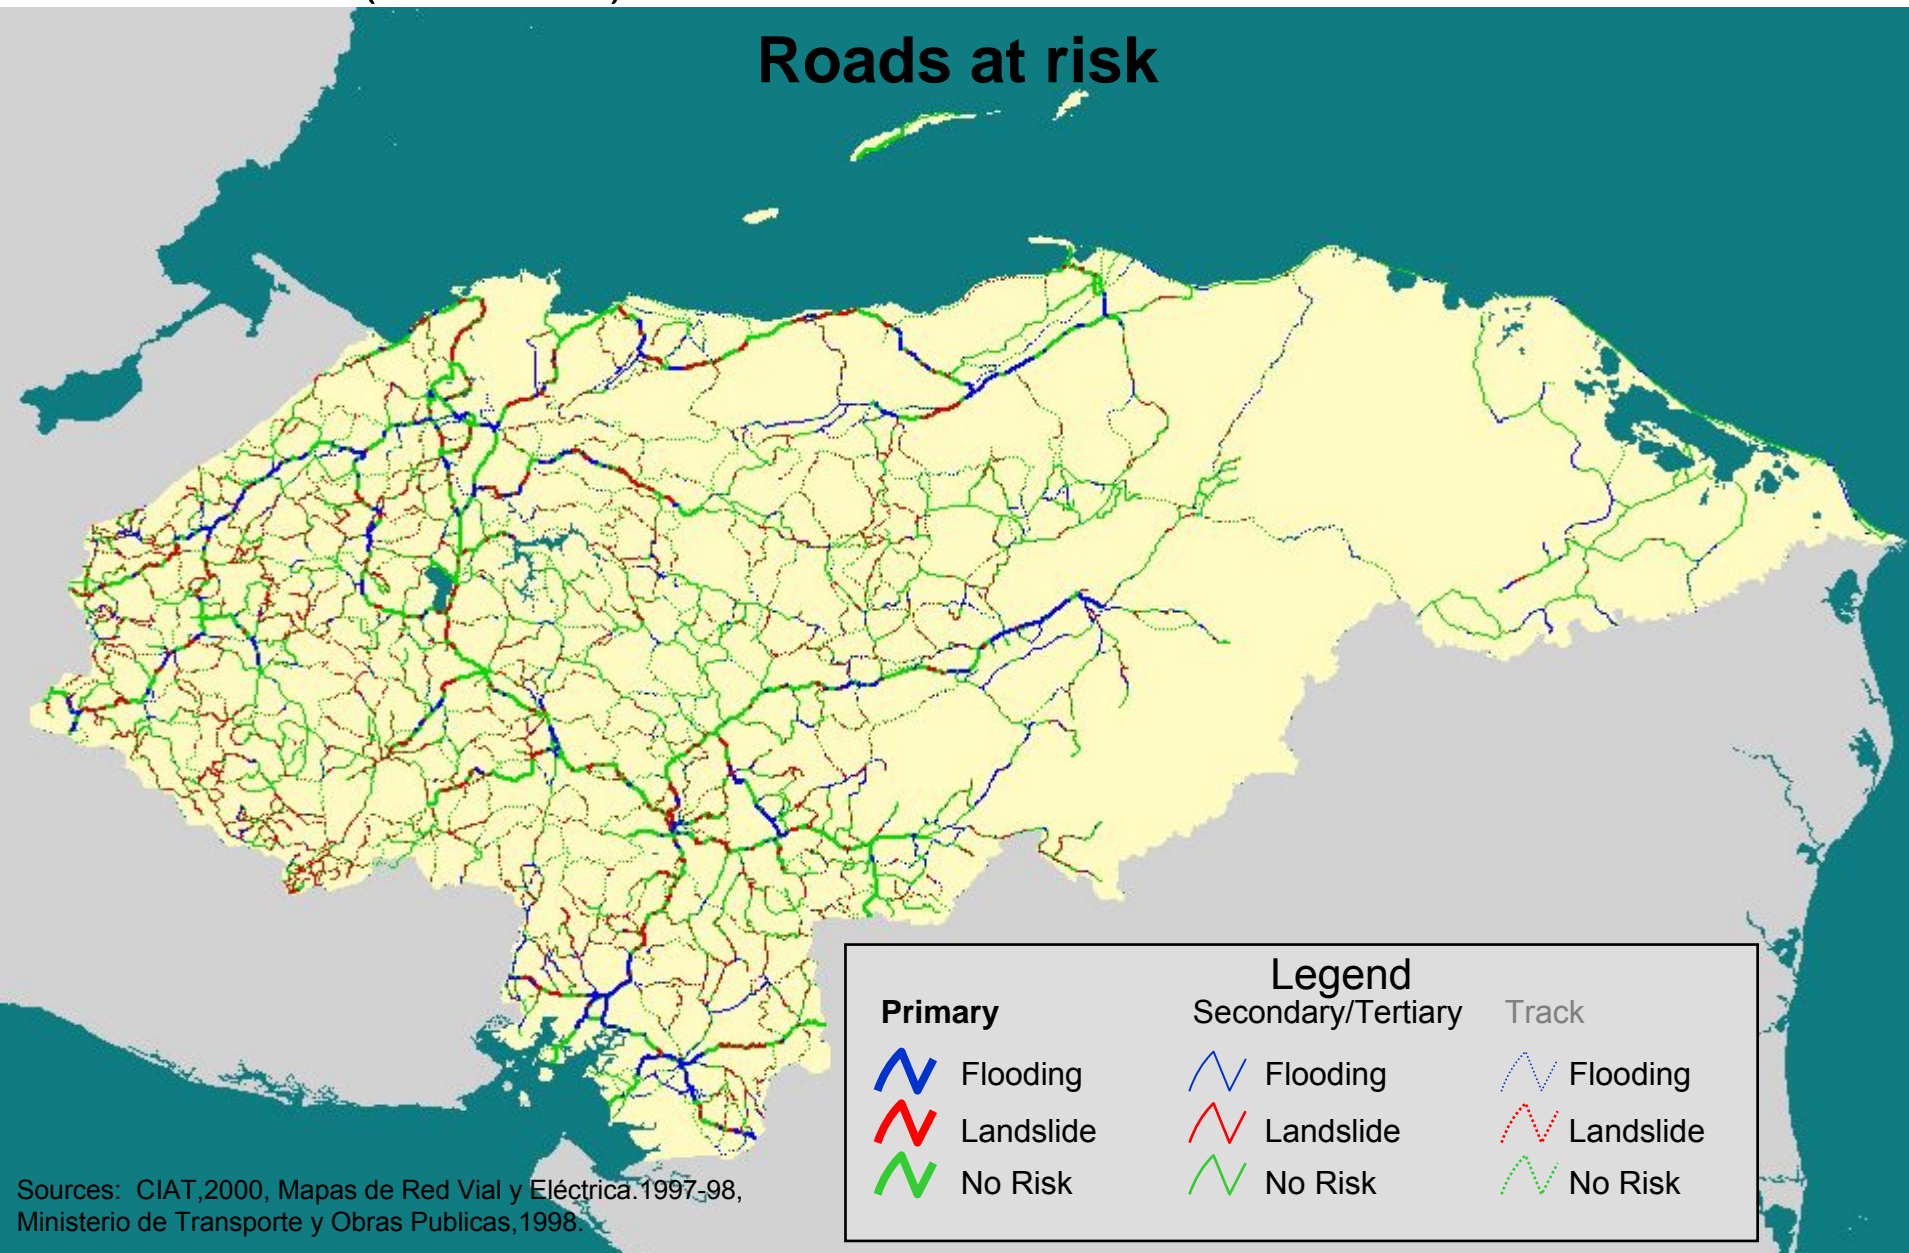 Roads at risk
Legend
Primary
Secondary/Tertiary
Track
Flooding
Flooding
Flooding
Landslide
Landslide
Landslide
No Risk
No Risk
No Risk
Sources: CIAT,2000, Mapas de Red Vial y Eléctrica.1997-98,
Ministerio de Transporte y Obras Publicas,1998.